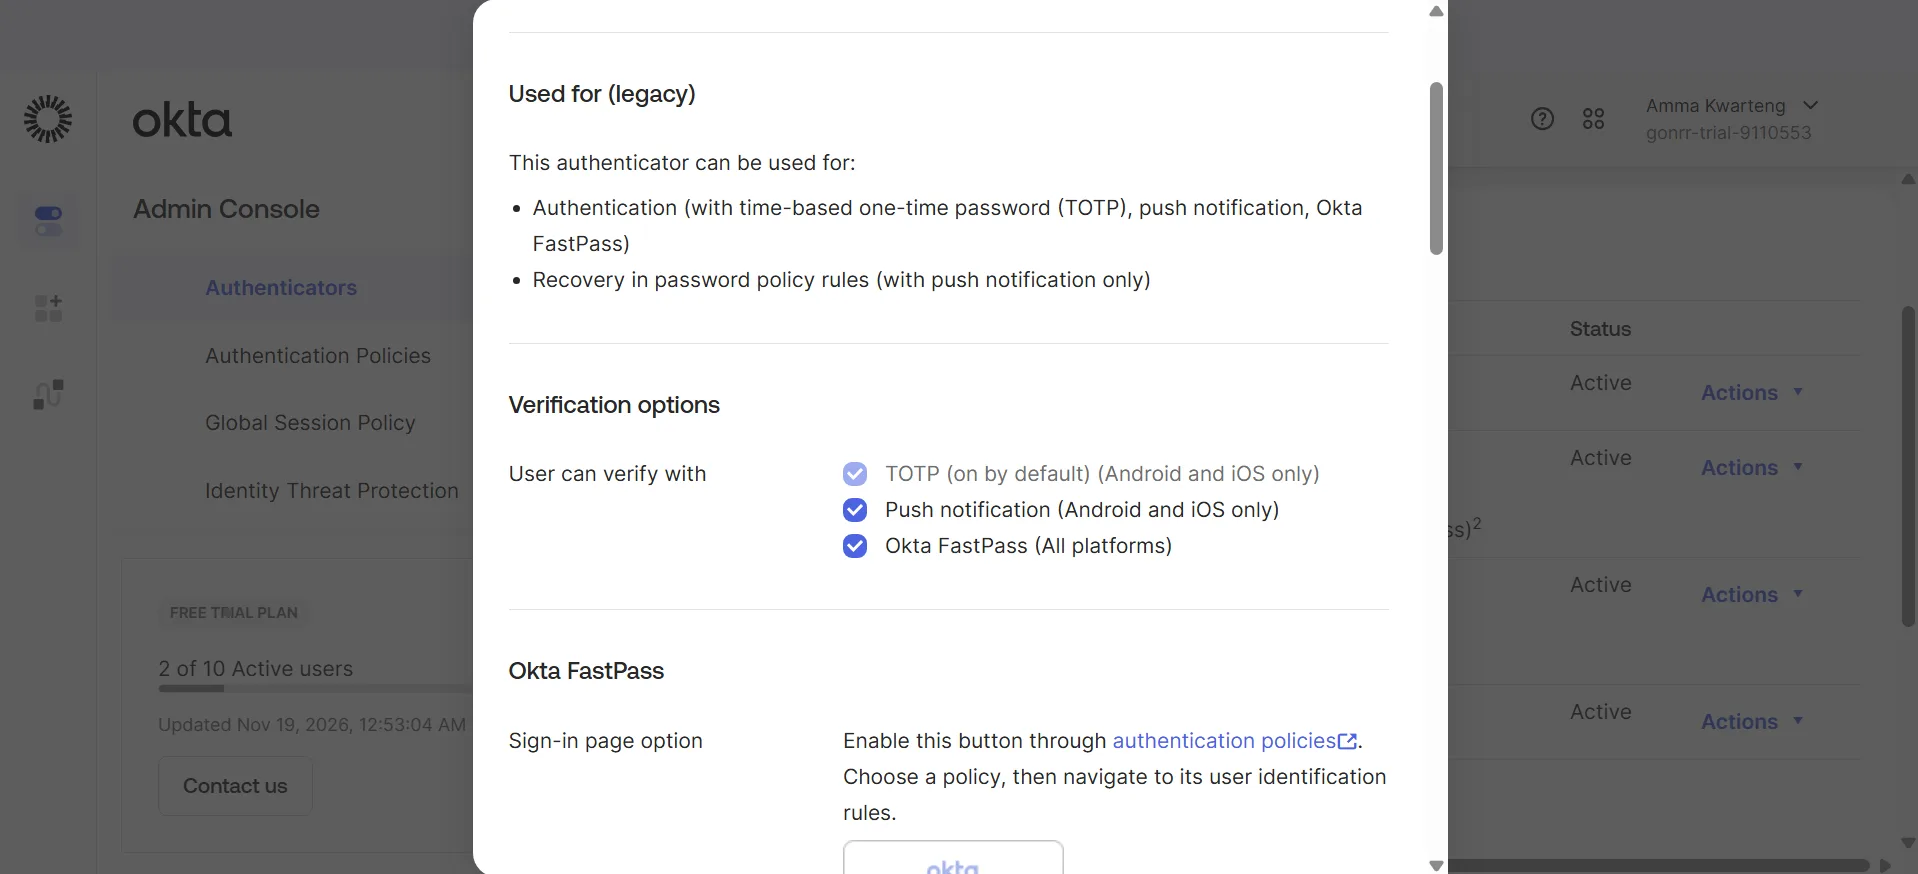 okta
Admin Console
Authenticators
Authentication Policies
Global Session Policy
Identity Threat Protection
FREE TRIAL PLAN
2 of 10 Active users
Updated Nov 19, 2026, 12:53:04 AM
Contact us
Used for (legacy)
This authenticator can be used for:
• Authentication (with time-based one-time password (TOTP), push notification, Okta
FastPass)
• Recovery in password policy rules (with push notification only)
Verification options
User can verify with
TOTP (on by default) (Android and iOS only)
Push notification (Android and iOS only)
Okta FastPass (All platforms)
Okta FastPass
Sign-in page option
Enable this button through authentication policies.
Choose a policy, then navigate to its user identification
rules.
okta
Amma Kwarteng
gonrr-trial-9110553
Status
Active
Actions
Active
Actions
ss)²
Active
Actions
Active
Actions